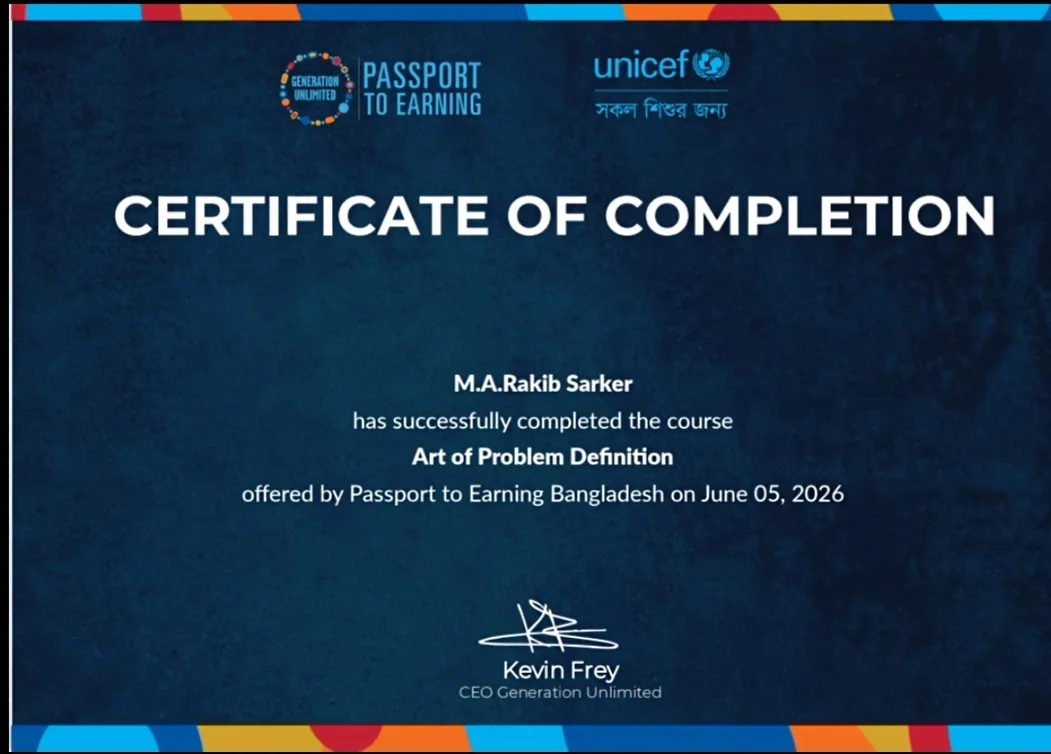 GENERATION
UNLIMITED
PASSPORT
TO EARNING
unicef
সকল শিশুর জন্য
CERTIFICATE OF COMPLETION
M.A.Rakib Sarker
has successfully completed the course
Art of Problem Definition
offered by Passport to Earning Bangladesh on June 05, 2026
Kevin Frey
CEO Generation Unlimited